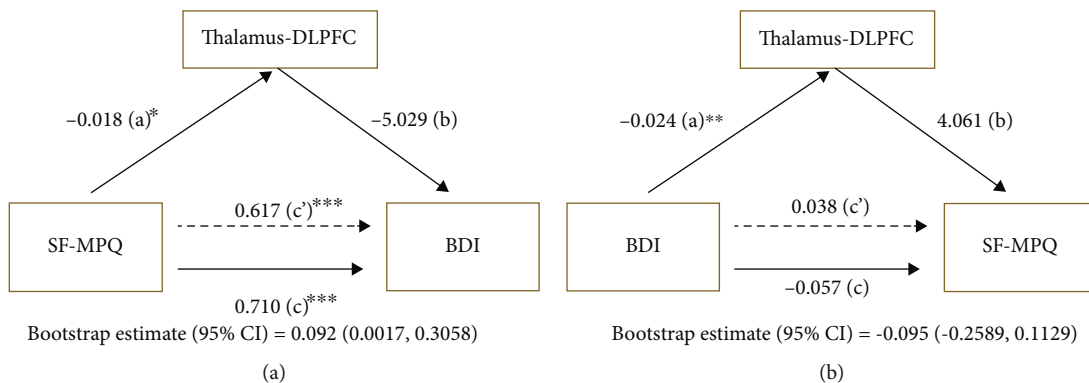 Thalamus-DLPFC
–0.018 (a)*
–5.029 (b)
SF-MPQ
0.617 (c’)***
BDI
0.710 (c)***
Bootstrap estimate (95% CI) = 0.092 (0.0017, 0.3058)
(a)
Thalamus-DLPFC
–0.024 (a)**
4.061 (b)
BDI
0.038 (c’)
SF-MPQ
–0.057 (c)
Bootstrap estimate (95% CI) = -0.095 (-0.2589, 0.1129)
(b)